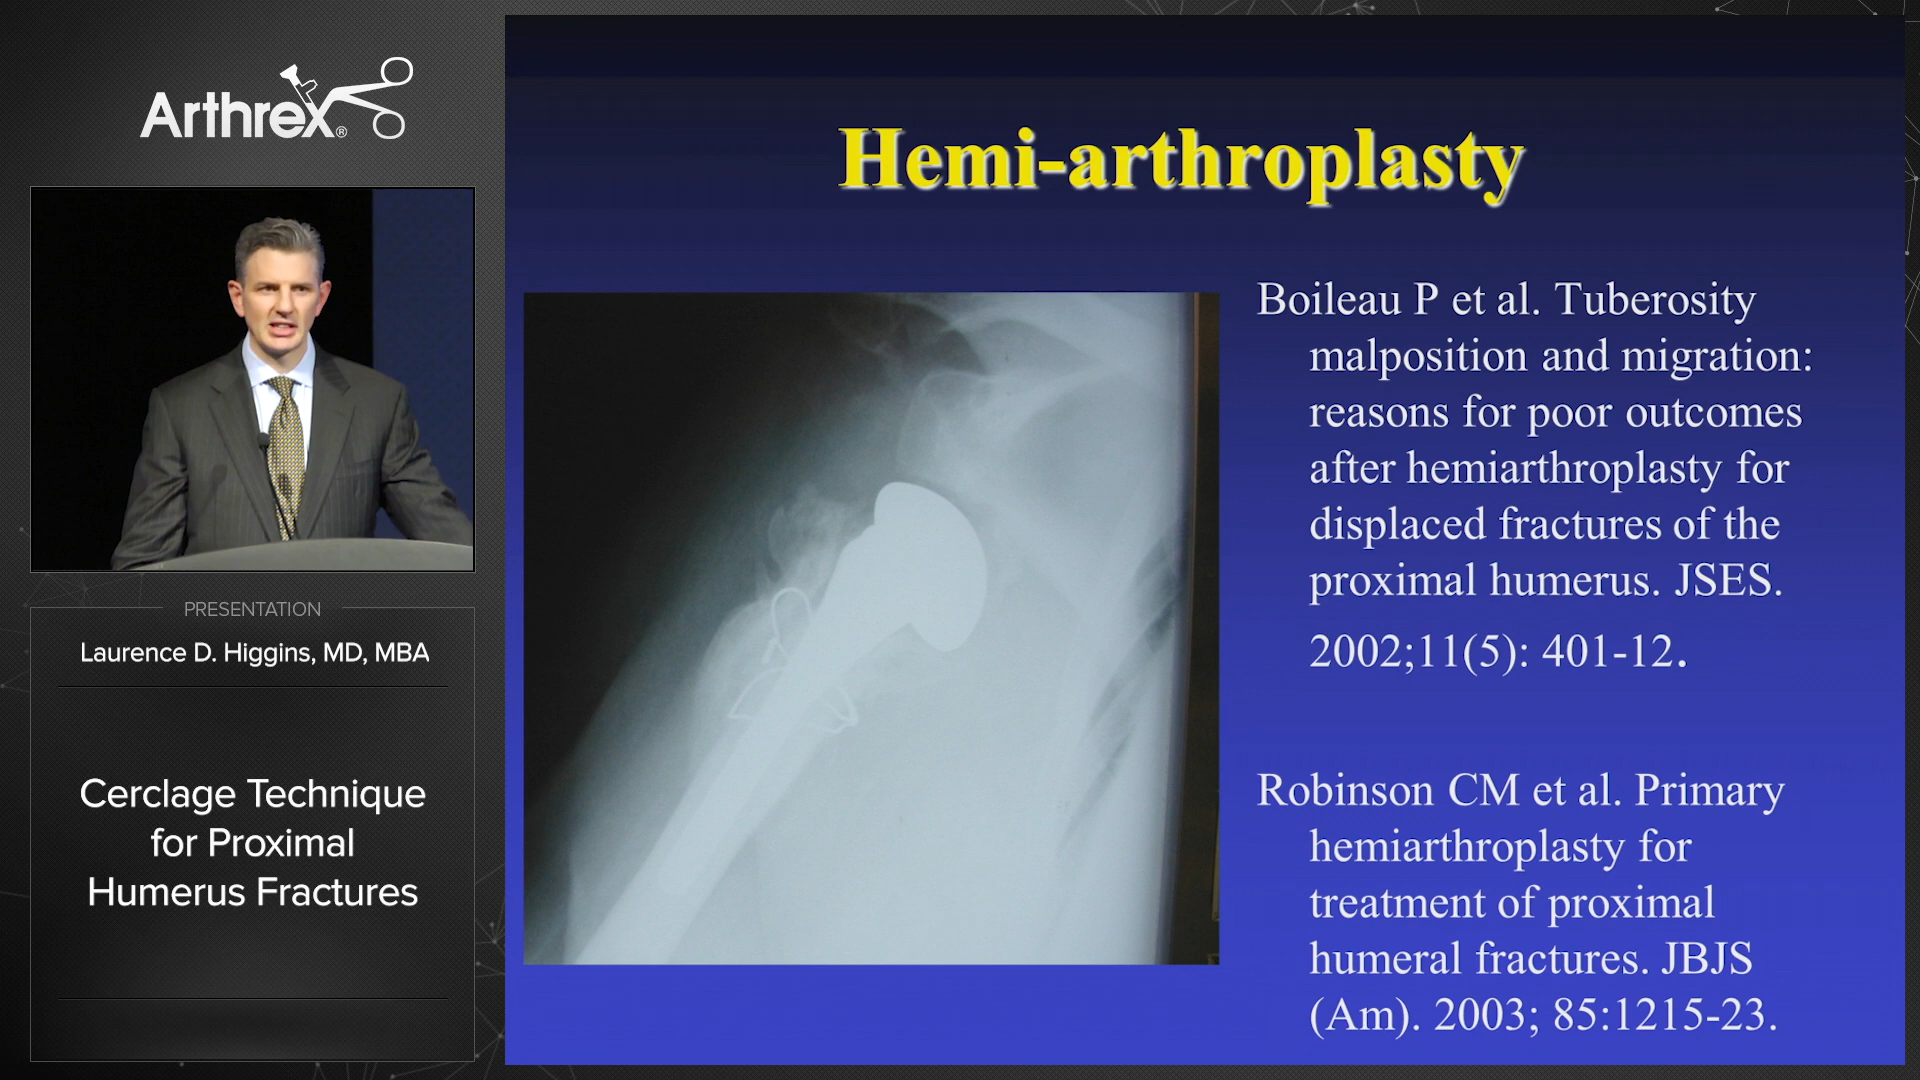 Arthrex®
PRESENTATION
Laurence D. Higgins, MD, MBA
Cerclage Technique
for Proximal
Humerus Fractures
Hemi-arthroplasty
Boileau P et al. Tuberosity
malposition and migration:
reasons for poor outcomes
after hemiarthroplasty for
displaced fractures of the
proximal humerus. JSES.
2002;11(5): 401-12.
Robinson CM et al. Primary
hemiarthroplasty for
treatment of proximal
humeral fractures. JBJS
(Am). 2003; 85:1215-23.